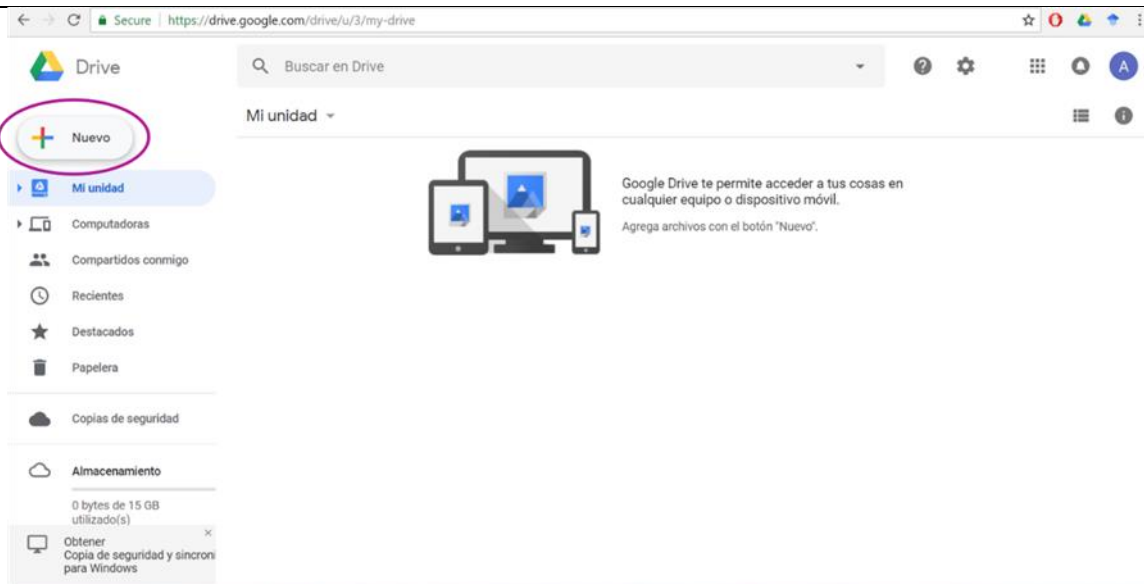 Secure https://drive.google.com/drive/u/3/my-drive
Drive
Buscar en Drive
A
Nuevo
Mi unidad
Mi unidad
Computadoras
Compartidos conmigo
Recientes
Destacados
Papelera
Copias de seguridad
Almacenamiento
0 bytes de 15 GB
utilizado(s)
Obtener
Copia de seguridad y sincroni
para Windows
Google Drive te permite acceder a tus cosas en
cualquier equipo o dispositivo móvil.
Agrega archivos con el botón "Nuevo".